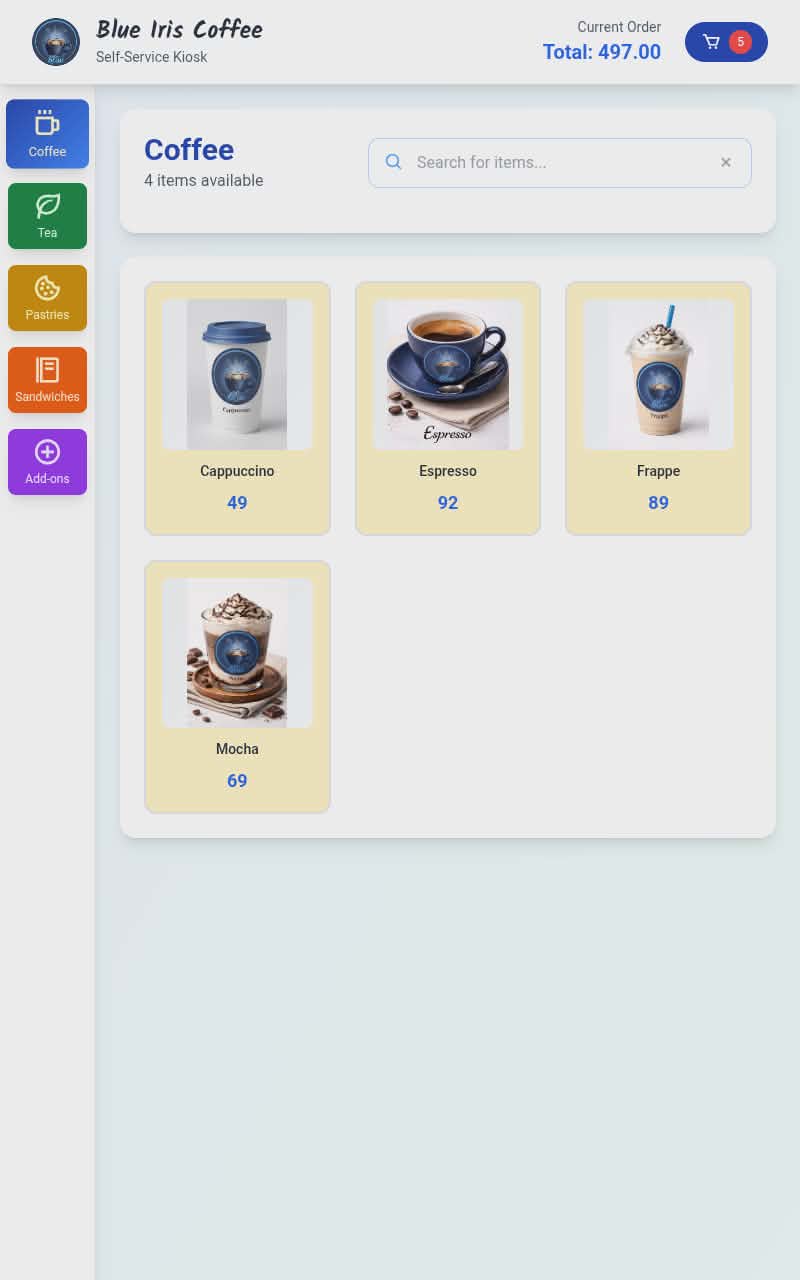 Blue Iris Coffee
Self-Service Kiosk
Current Order
Total: 497.00
5
Coffee
Tea
Pastries
Sandwiches
Add-ons
Coffee
4 items available
Search for items...
Cappuccino
49
Espresso
Espresso
92
Frappe
Frappe
89
Mocha
69